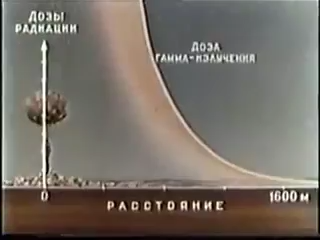 ДОЗЫ
РАДИАЦИИ
ДОЗА
ГАММА-ИЗЛУЧЕНИЯ
0
1600 м
РАССТОЯНИЕ